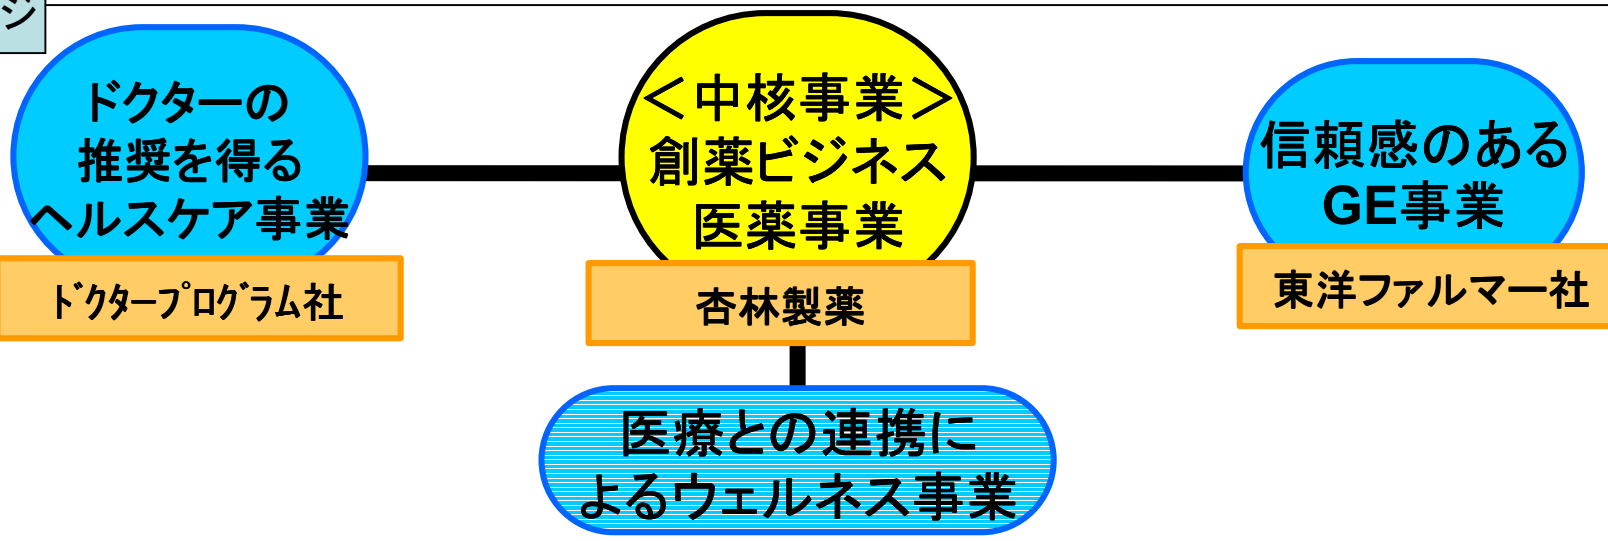 ジ
ドクターの
推奨を得る
ヘルスケア事業
ﾄﾞｸﾀｰﾌﾟﾛｸﾞﾗﾑ社
＜中核事業＞
創薬ビジネス
医薬事業
杏林製薬
信頼感のある
GE事業
東洋ファルマー社
医療との連携に
よるウェルネス事業